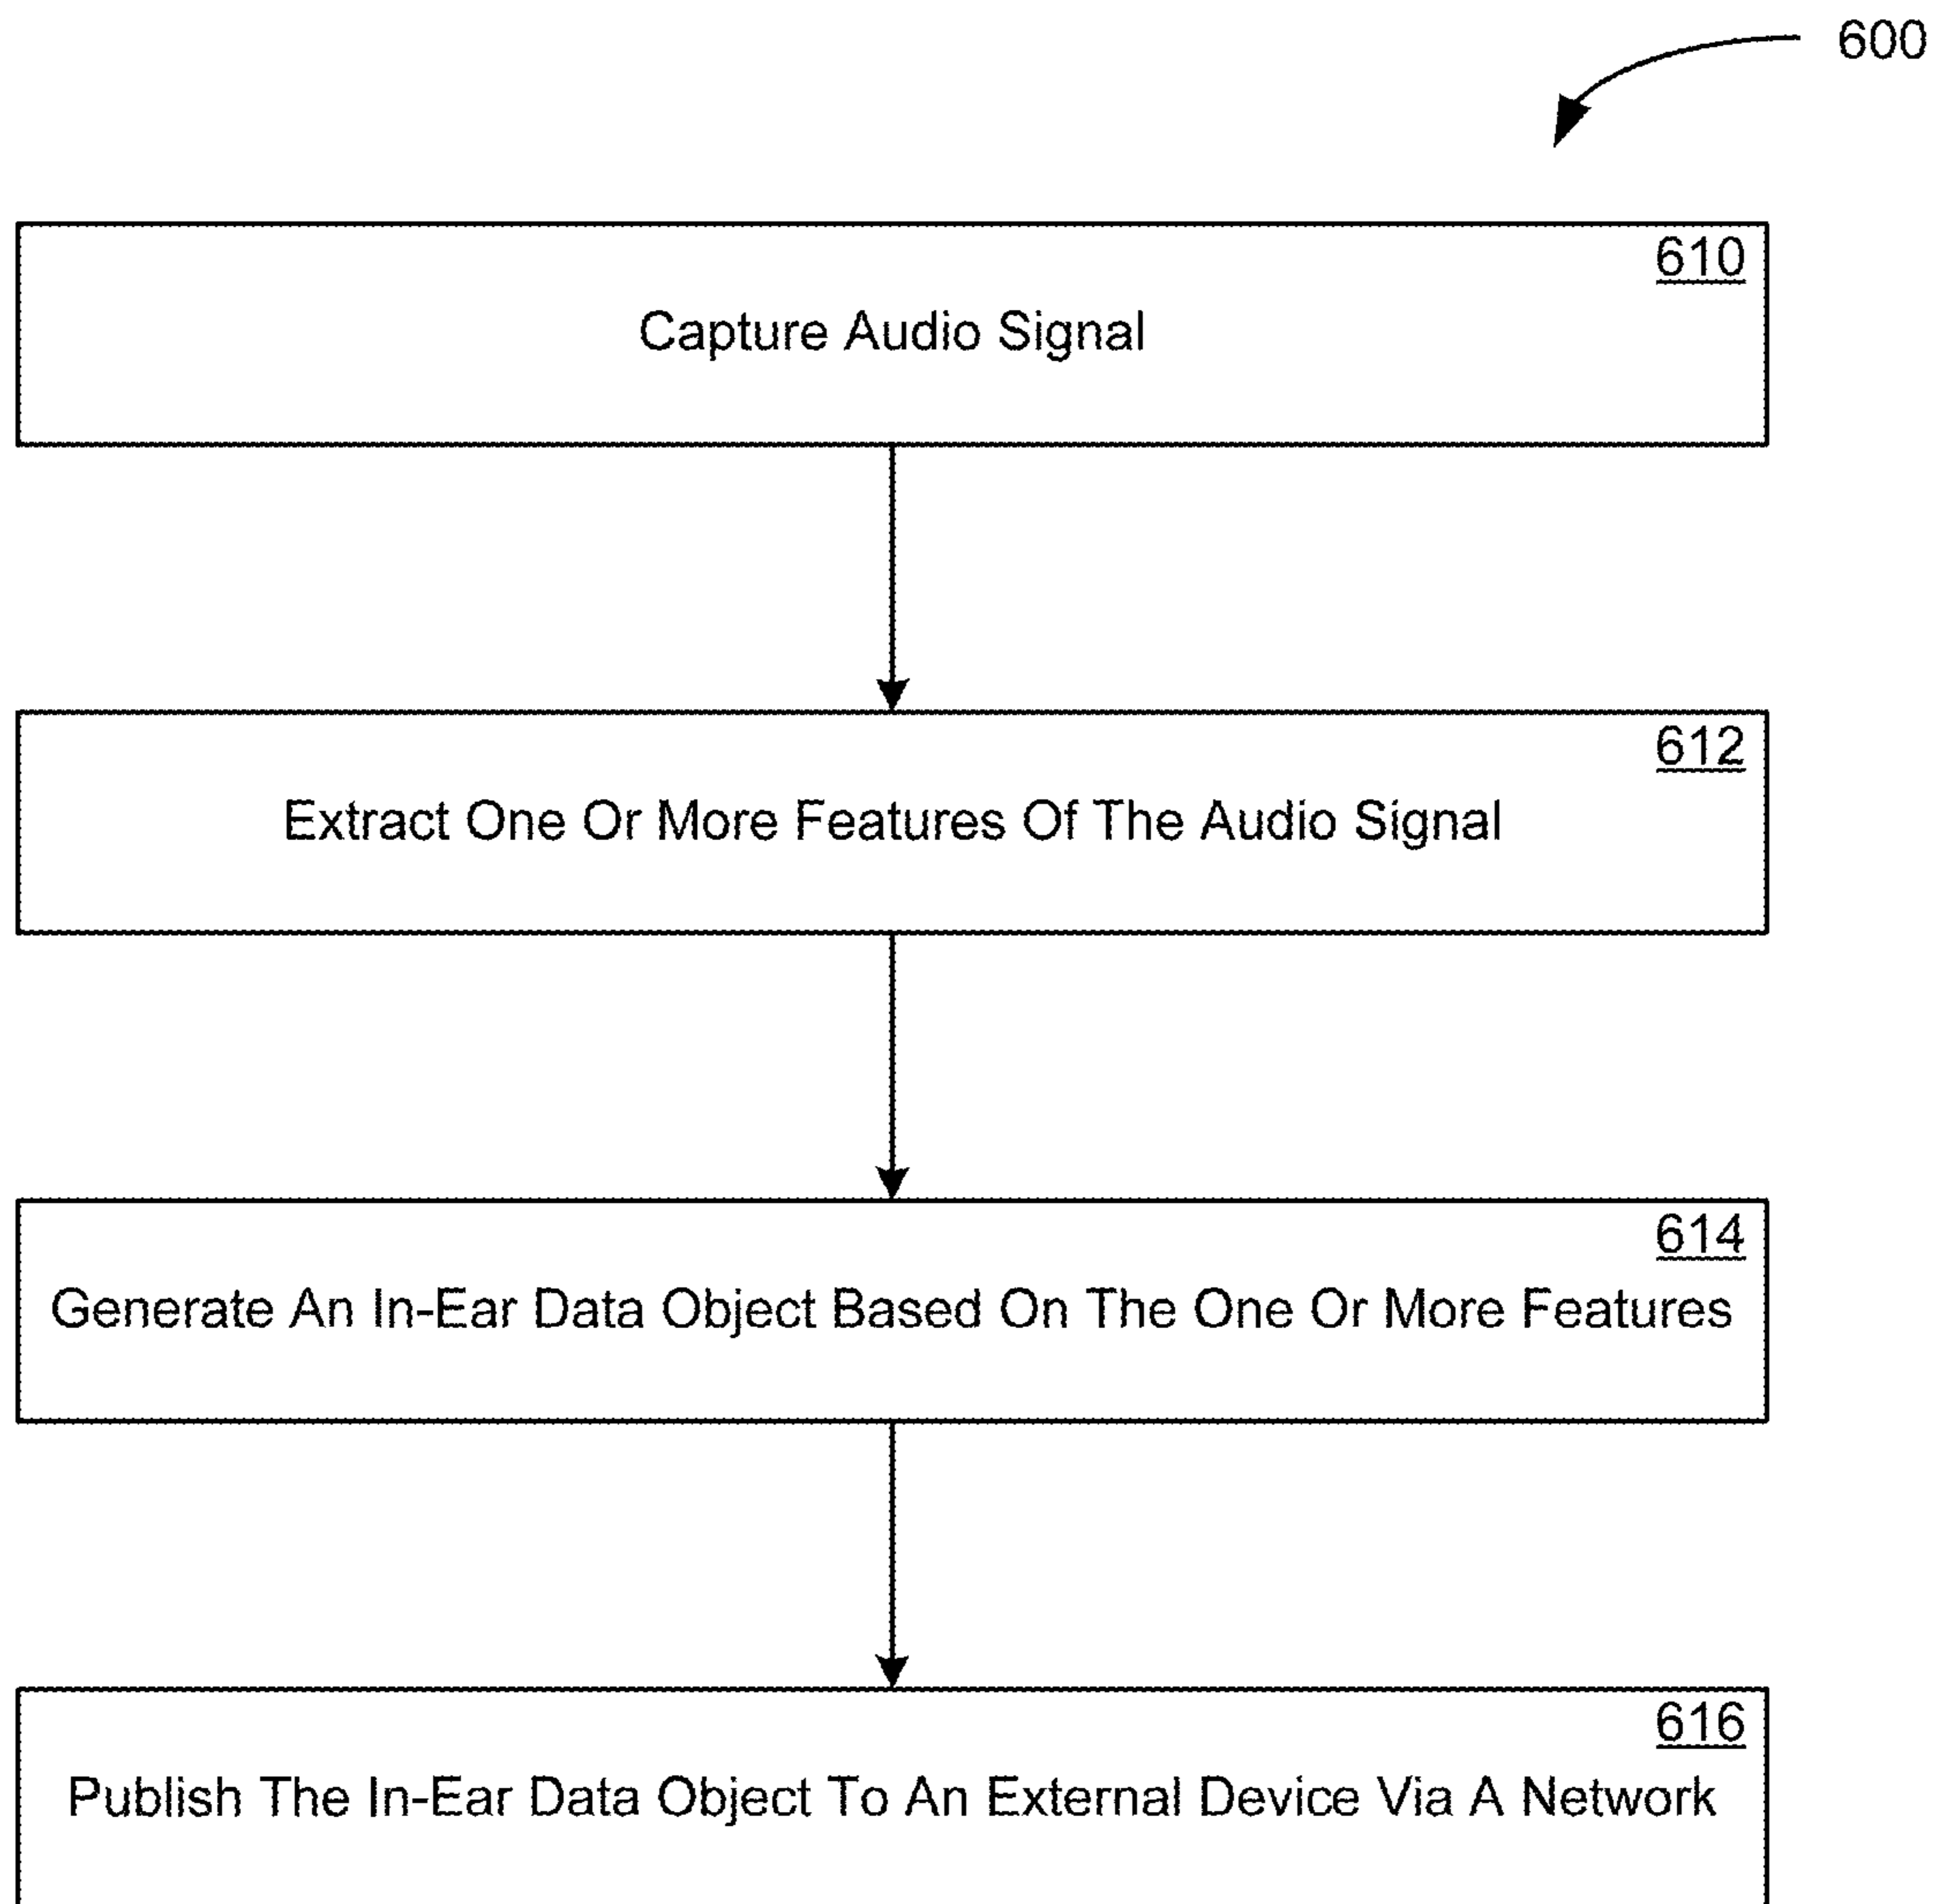 600
610
Capture Audio Signal
612
Extract One Or More Features Of The Audio Signal
614
Generate An In-Ear Data Object Based On The One Or More Features
616
Publish The In-Ear Data Object To An External Device Via A Network